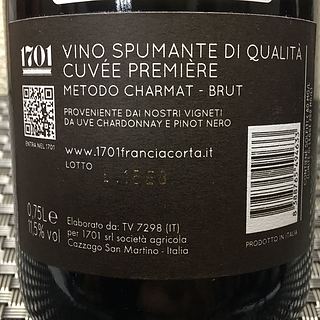 1701
VINO SPUMANTE DI QUALITÀ
CUVÉE PREMIÈRE
METODO CHARMAT - BRUT
ENTRA NEL 1701
PROVENIENTE DAI NOSTRI VIGNETI
DA UVE CHARDONNAY E PINOT NERO
www.1701franciacorta.it
LOTTO
0,75L e
11,5% vol
Elaborato da: TV 7298 (IT)
per 1701 srl società agricola
Cazzago San Martino - Italia
PRODOTTO IN ITALIA